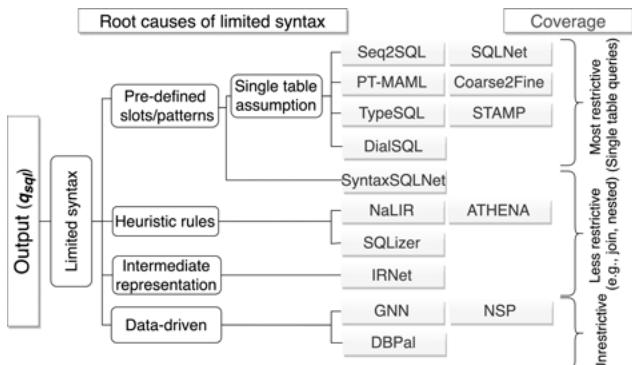 Root causes of limited syntax
Coverage
Output (qsql)
Limited syntax
Pre-defined
slots/patterns
Single table
assumption
Seq2SQL
SQLNet
PT-MAML
Coarse2Fine
TypeSQL
STAMP
DialSQL
SyntaxSQLNet
Heuristic rules
NaLIR
ATHENA
SQLizer
Intermediate
representation
IRNet
Data-driven
GNN
NSP
DBPal
Most restrictive
(Single table queries)
Less restrictive
(e.g., join, nested)
Inrestrictive